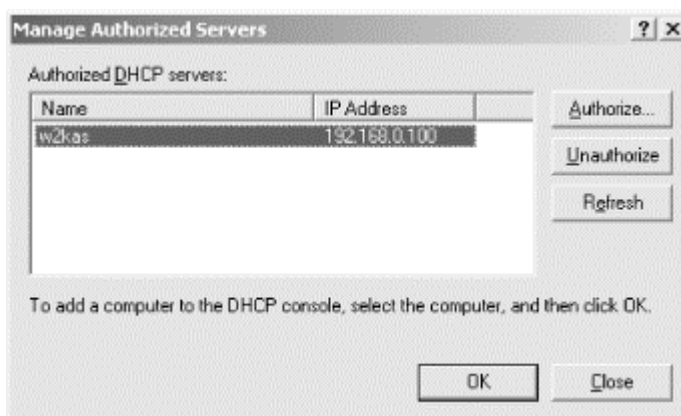 Manage Authorized Servers
Authorized DHCP servers:
Name IP Address
w2kas 192.168.0.100
Authorize...
Unauthorize
Refresh
To add a computer to the DHCP console, select the computer, and then click OK.
OK Close